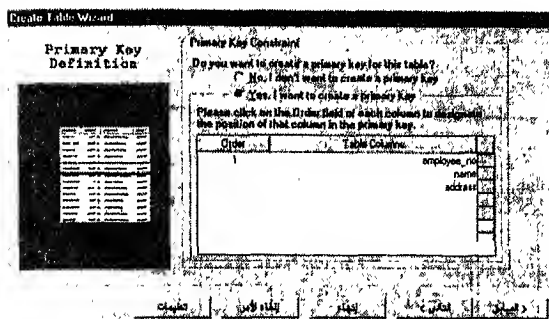 Create Table Wizard
Primary Key
Definition
Primary Key Constraint
Do you want to create a primary key for this table?
No, I don't want to create a primary key
Yes, I want to create a primary key
Please click on the Order field of each column to designate
the position of that column in the primary key.
Order Table Columns
1 employee_no
name
address
تعليمات إلغاء الأمر إنهاء التالي > < السابق